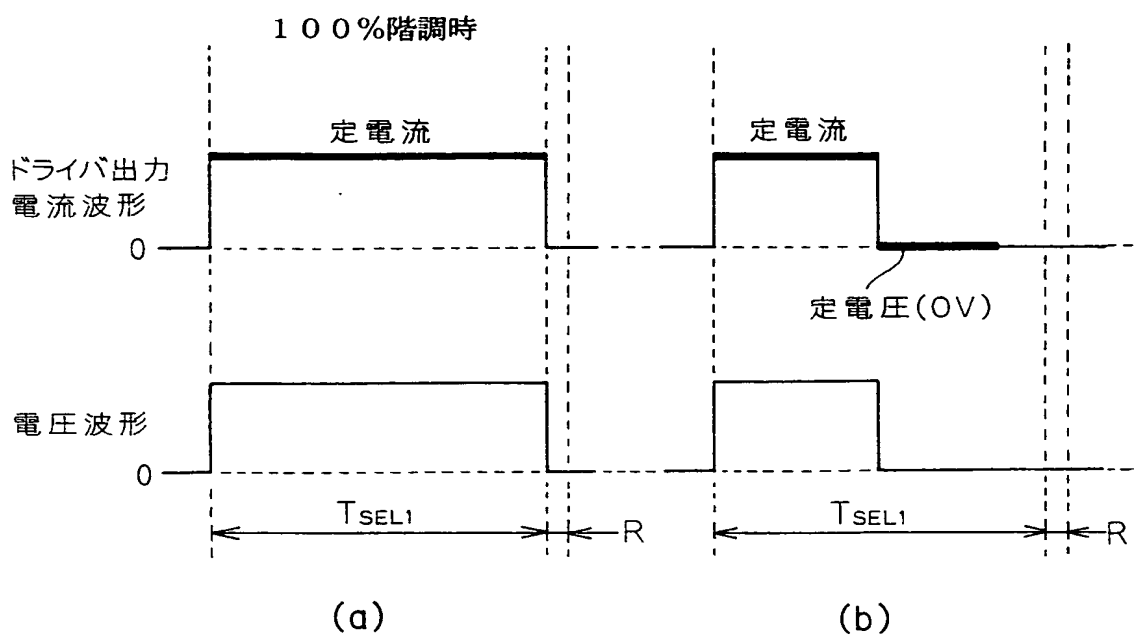 １００％階調時
定電流
定電流
ドライバ出力
電流波形
0
定電圧(0V)
電圧波形
0
TSEL1
R
TSEL1
R
(a)
(b)